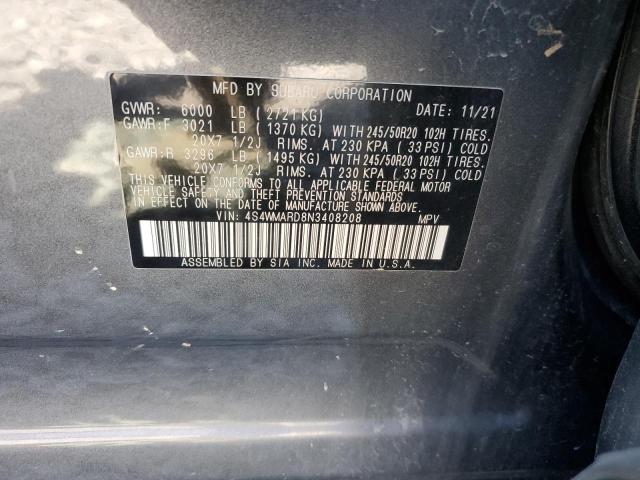 MFD BY SUBARU CORPORATION
GVWR: 6000 LB ( 2721KG) DATE: 11/21
GAWR:F 3021 LB ( 1370 KG) WITH 245/50R20 102H TIRES.
20X7 1/2J RIMS. AT 230 KPA ( 33 PSI) COLD
GAWR:R 3296 LB ( 1495 KG) WITH 245/50R20 102H TIRES.
20X7 1/2J RIMS. AT 230 KPA ( 33 PSI) COLD
THIS VEHICLE CONFORMS TO ALL APPLICABLE FEDERAL MOTOR
VEHICLE SAFETY AND THEFT PREVENTION STANDARDS
IN EFFECT ON THE DATE OF MANUFACTURE SHOWN ABOVE.
VIN: 4S4WMARD8N3408208 MPV
ASSEMBLED BY SIA INC. MADE IN U.S.A.